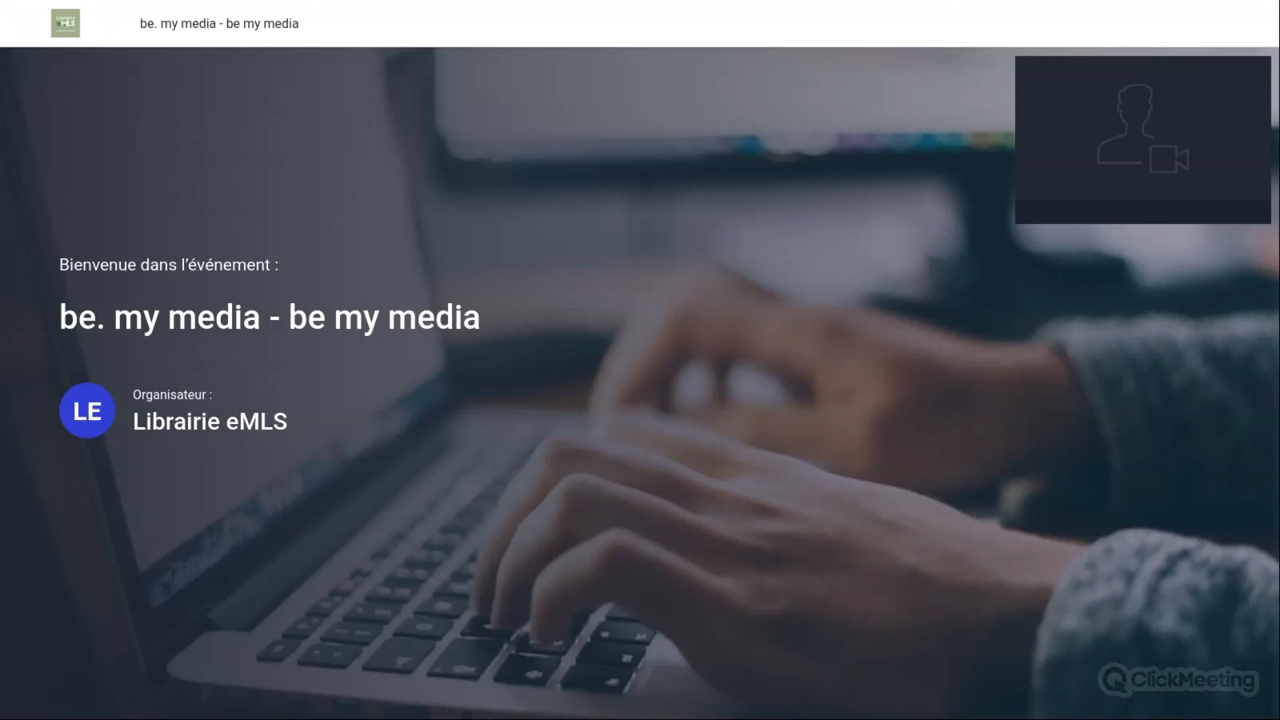 be. my media - be my media
Bienvenue dans l’événement :
be. my media - be my media
LE
Organisateur :
Librairie eMLS
ClickMeeting